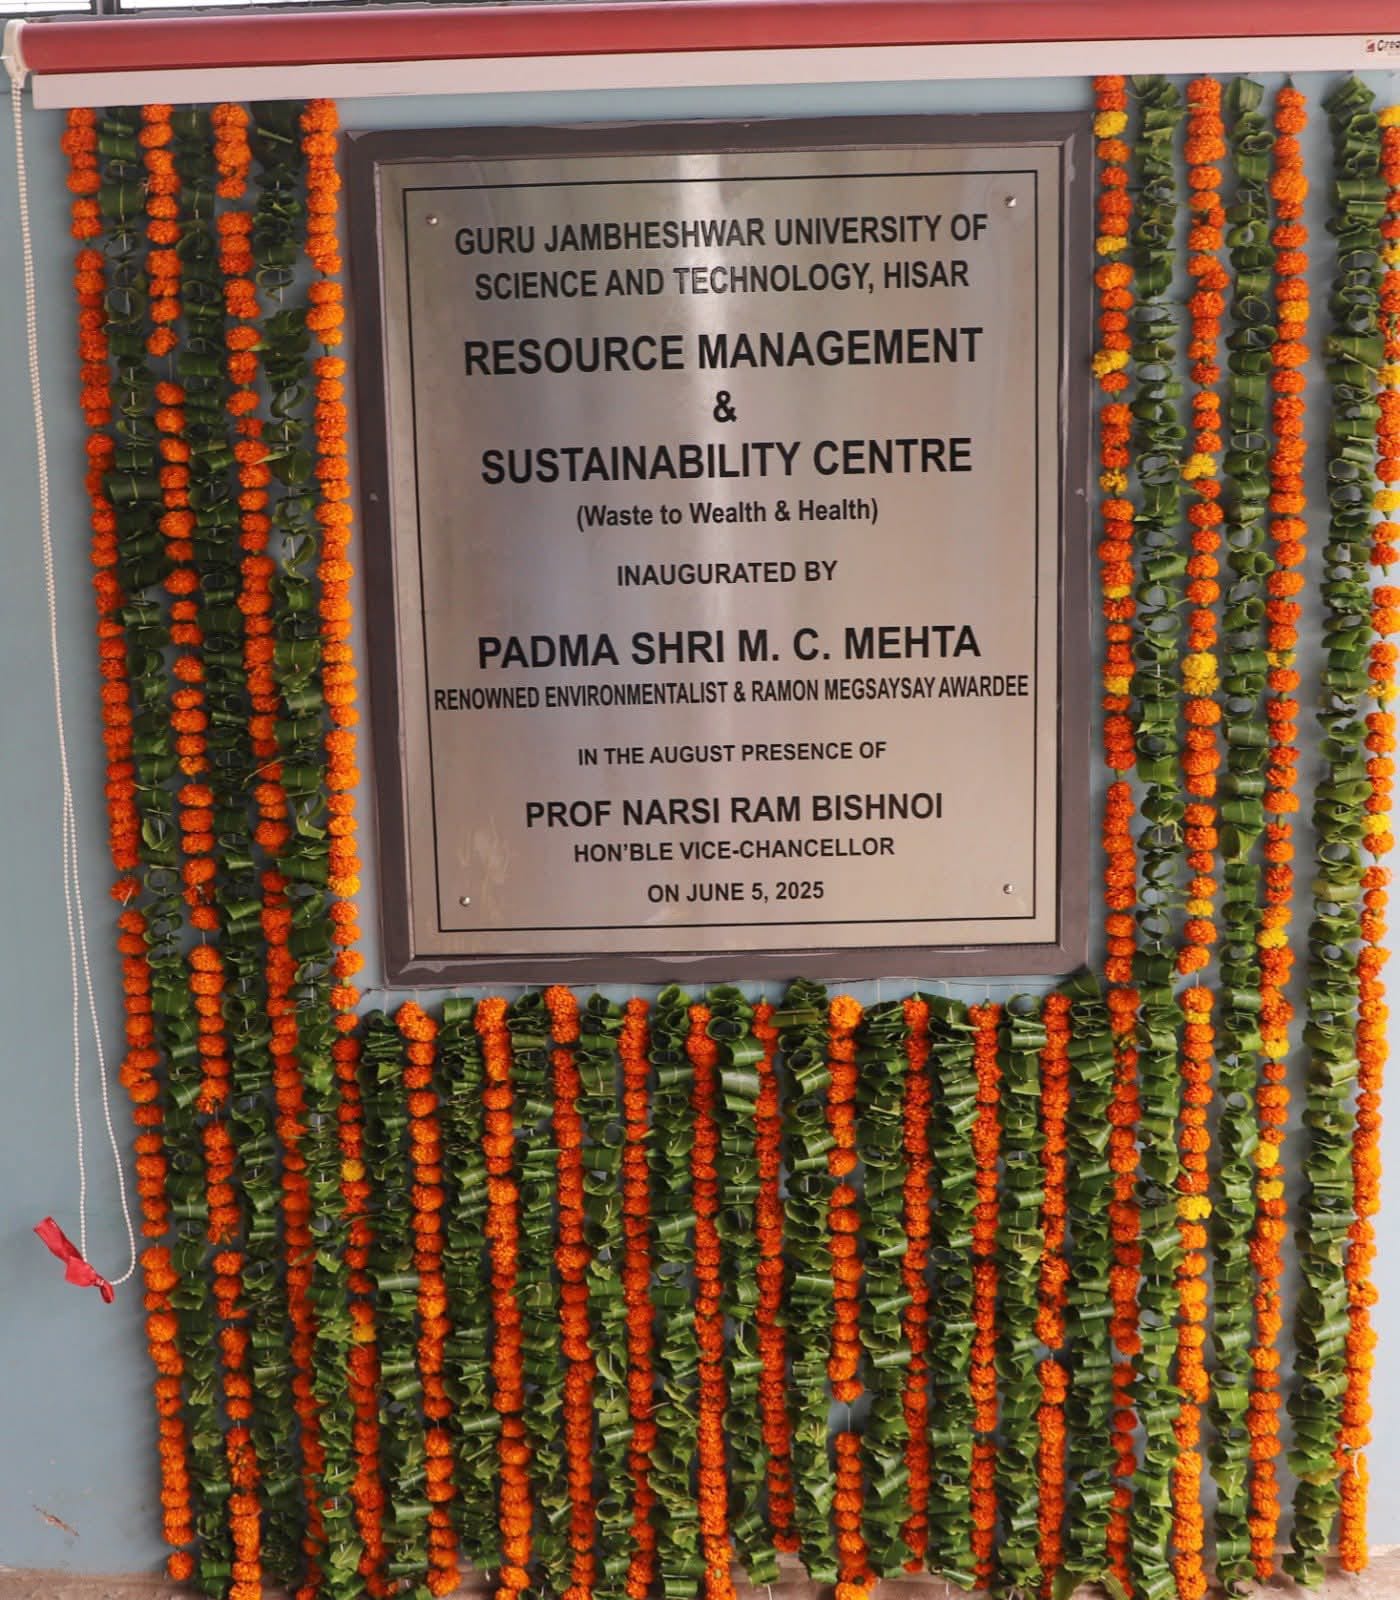 GURU JAMBHESHWAR UNIVERSITY OF
SCIENCE AND TECHNOLOGY, HISAR
RESOURCE MANAGEMENT
&
SUSTAINABILITY CENTRE
(Waste to Wealth & Health)
INAUGURATED BY
PADMA SHRI M. C. MEHTA
RENOWNED ENVIRONMENTALIST & RAMON MEGSAYSAY AWARDEE
IN THE AUGUST PRESENCE OF
PROF NARSI RAM BISHNOI
HON'BLE VICE-CHANCELLOR
ON JUNE 5, 2025